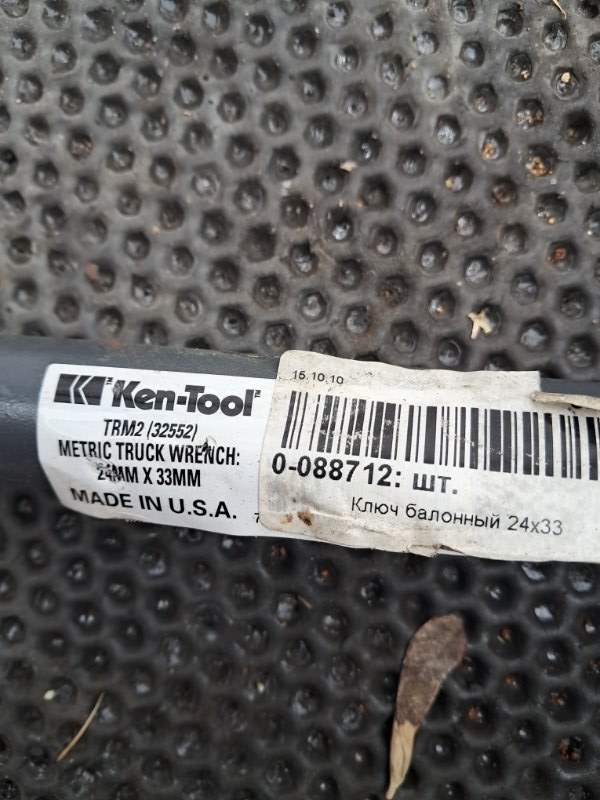 Ken-Tool
TRM2 (32552)
METRIC TRUCK WRENCH:
24MM X 33MM
MADE IN U.S.A.
15.10.10
0-088712: шт.
Ключ балонный 24x33